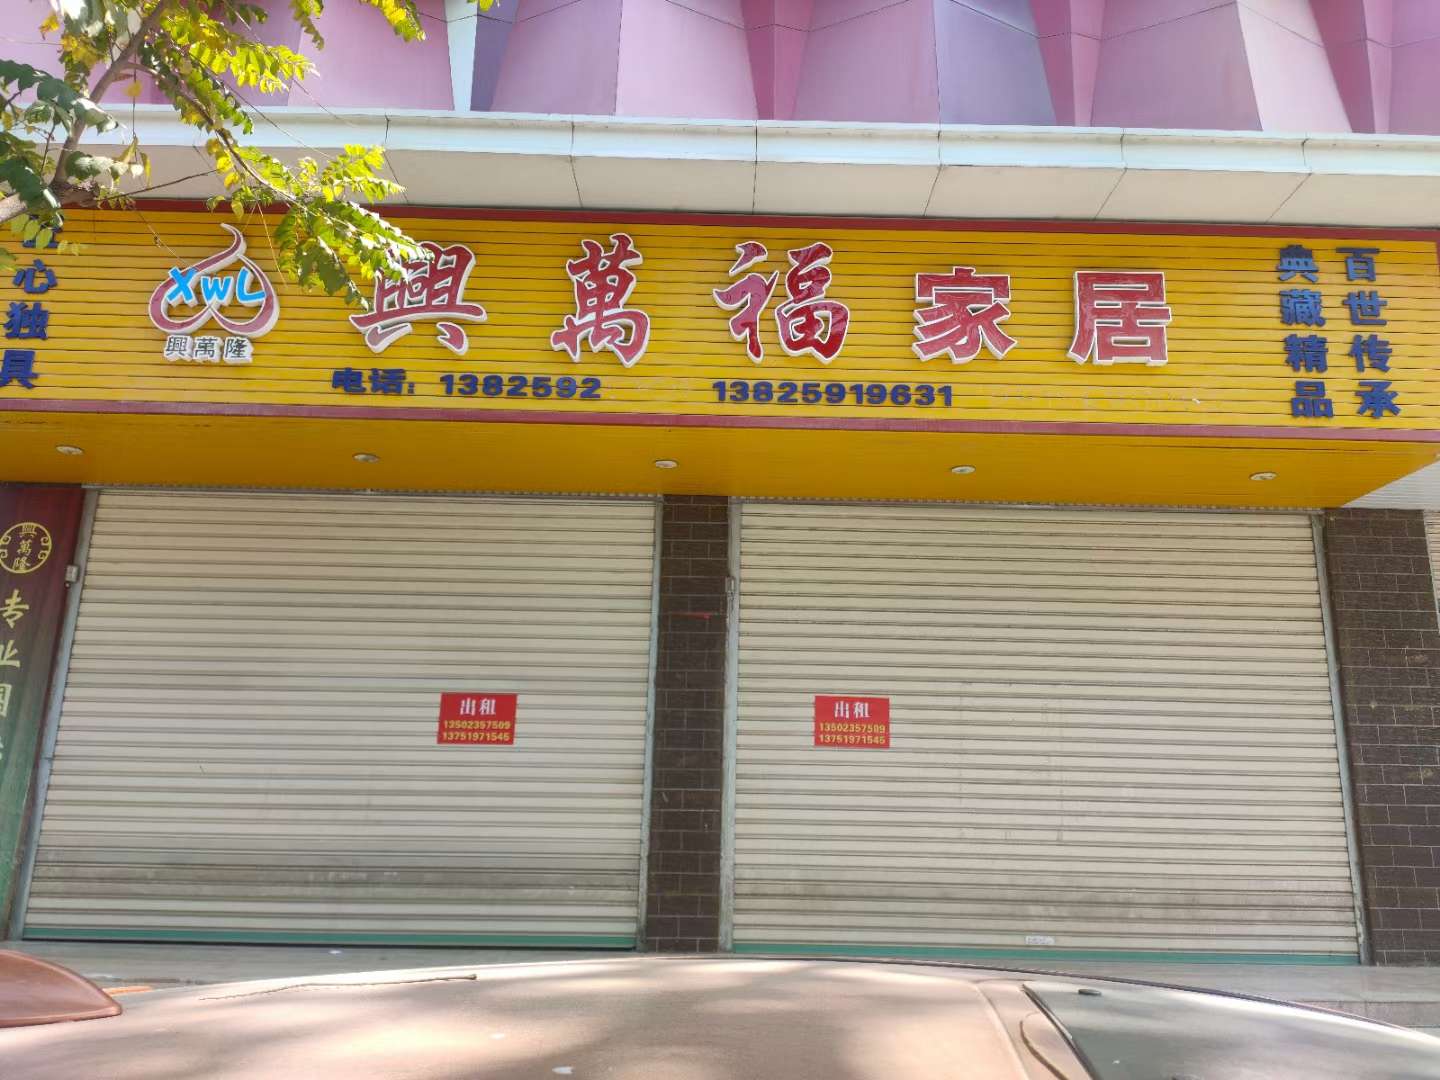 心独具
XWL
興萬隆
興萬福家居
电话：1382592
13825919631
百世传承
典藏精品
興萬隆
专业
出租
13502357509
13751971545
出租
13502357509
13751971545